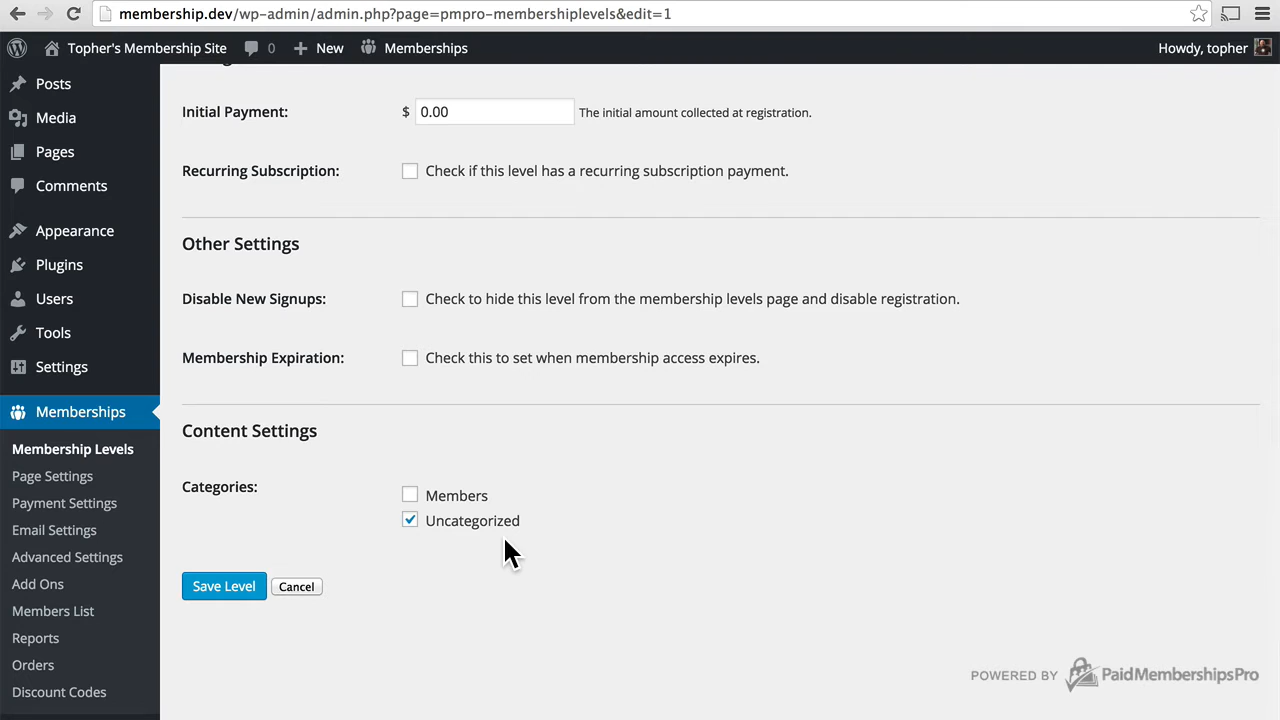 membership.dev/wp-admin/admin.php?page=pmpro-membershiplevels&edit=1
Topher's Membership Site 0 New Memberships Howdy, topher
Posts
Media
Pages
Comments
Appearance
Plugins
Users
Tools
Settings
Memberships
Membership Levels
Page Settings
Payment Settings
Email Settings
Advanced Settings
Add Ons
Members List
Reports
Orders
Discount Codes
Initial Payment: $ 0.00 The initial amount collected at registration.
Recurring Subscription: Check if this level has a recurring subscription payment.
Other Settings
Disable New Signups: Check to hide this level from the membership levels page and disable registration.
Membership Expiration: Check this to set when membership access expires.
Content Settings
Categories: Members
Uncategorized
Save Level Cancel
POWERED BY PaidMembershipsPro